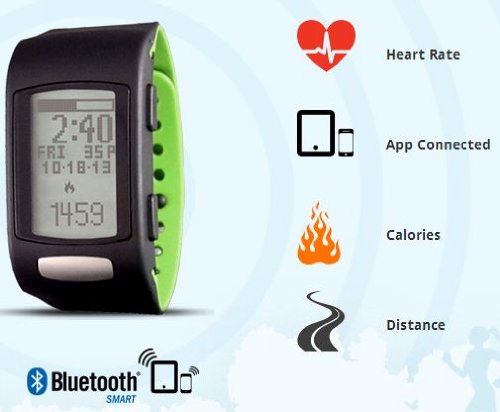 2:40
FRI 35P
10-18-13
1459
Heart Rate
App Connected
Calories
Distance
Bluetooth®
SMART